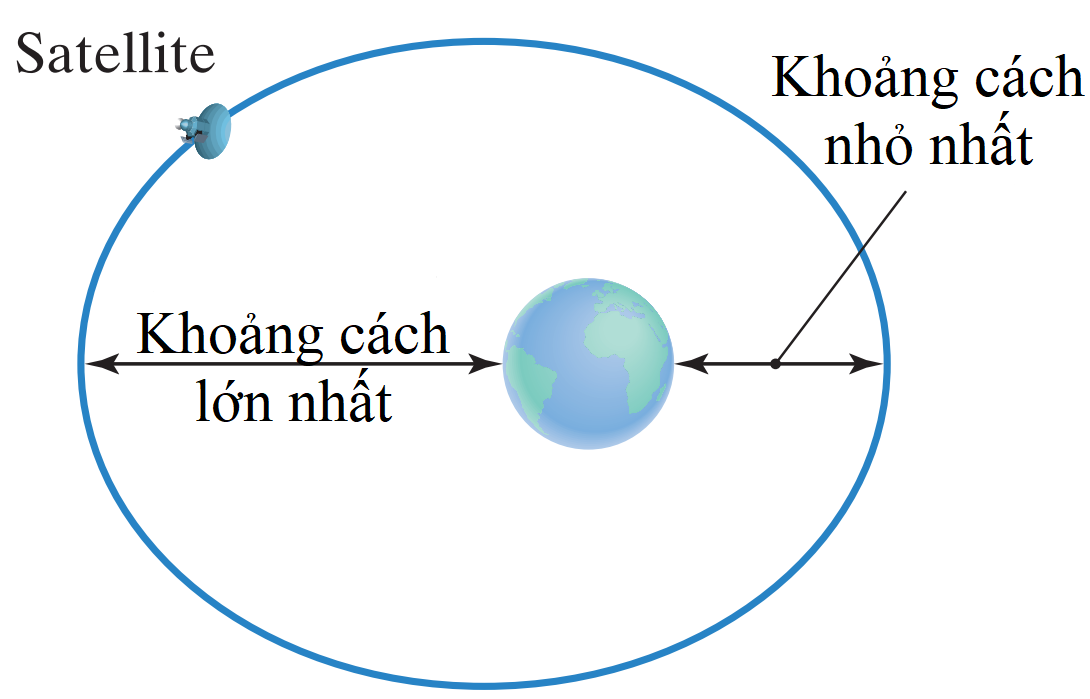 Satellite
Khoảng cách
nhỏ nhất
Khoảng cách
lớn nhất